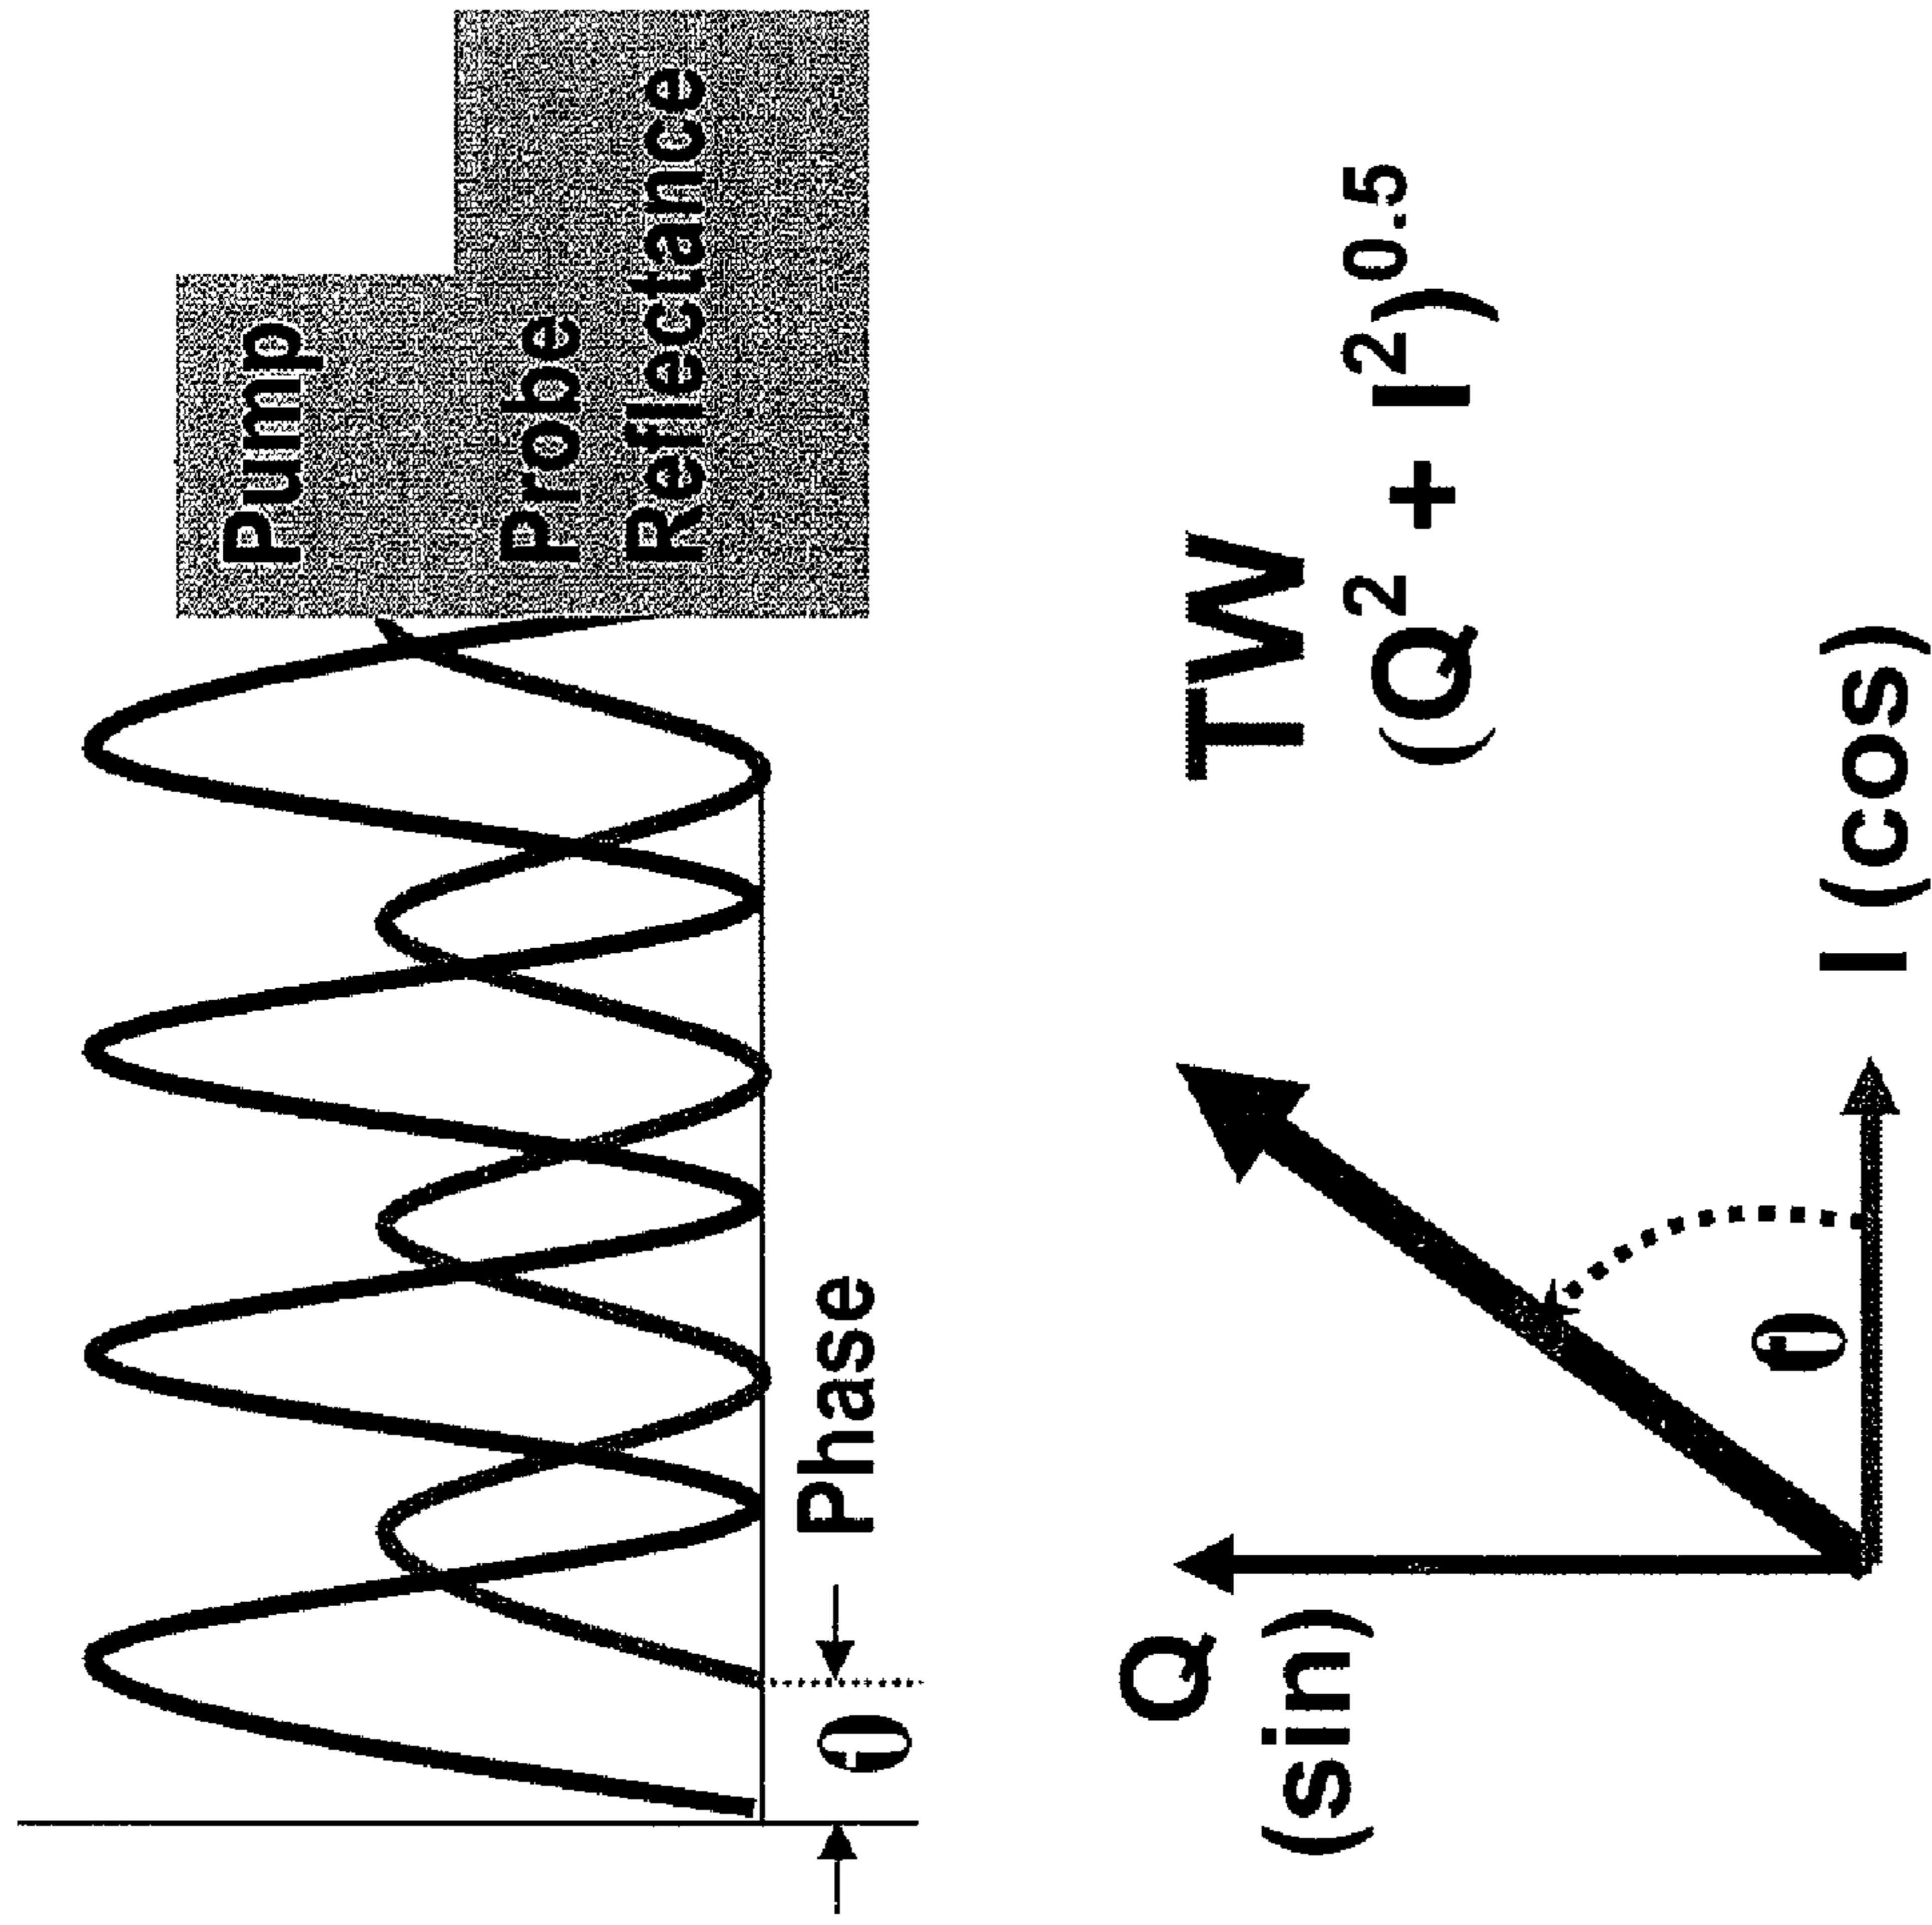 Pump
Probe
Reflectance
θ Phase
Q
(sin)
TW
(Q² + I²)⁰·⁵
θ
I (cos)